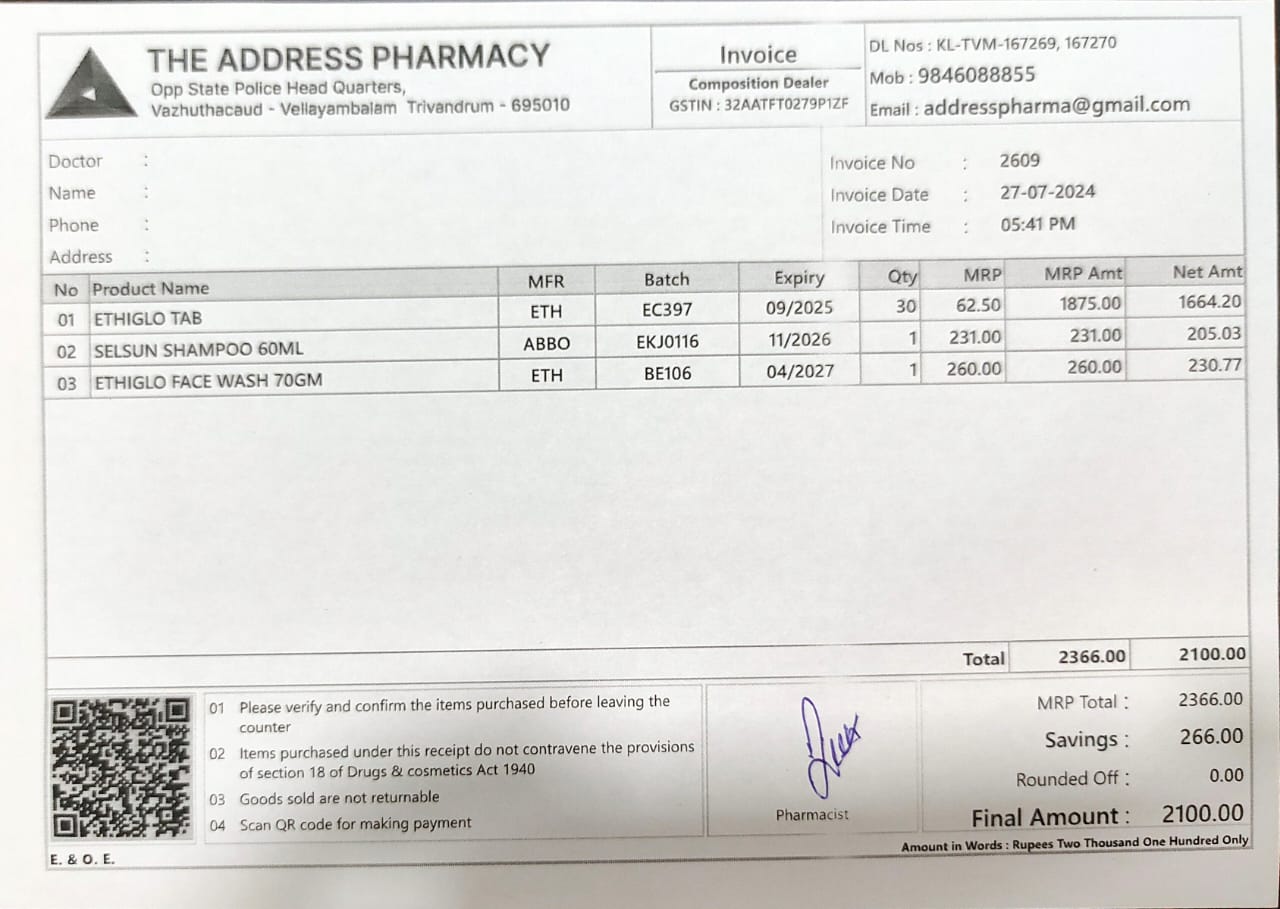 THE ADDRESS PHARMACY
Opp State Police Head Quarters,
Vazhuthacaud - Vellayambalam Trivandrum - 695010
Invoice
Composition Dealer
GSTIN : 32AATFT0279P1ZF
DL Nos : KL-TVM-167269, 167270
Mob : 9846088855
Email : addresspharma@gmail.com
Doctor :
Name :
Phone :
Address :
Invoice No : 2609
Invoice Date : 27-07-2024
Invoice Time : 05:41 PM
No Product Name MFR Batch Expiry Qty MRP MRP Amt Net Amt
01 ETHIGLO TAB ETH EC397 09/2025 30 62.50 1875.00 1664.20
02 SELSUN SHAMPOO 60ML ABBO EKJ0116 11/2026 1 231.00 231.00 205.03
03 ETHIGLO FACE WASH 70GM ETH BE106 04/2027 1 260.00 260.00 230.77
Total 2366.00 2100.00
01 Please verify and confirm the items purchased before leaving the
counter
02 Items purchased under this receipt do not contravene the provisions
of section 18 of Drugs & cosmetics Act 1940
03 Goods sold are not returnable
04 Scan QR code for making payment
Pharmacist
MRP Total : 2366.00
Savings : 266.00
Rounded Off : 0.00
Final Amount : 2100.00
Amount in Words : Rupees Two Thousand One Hundred Only
E. & O. E.